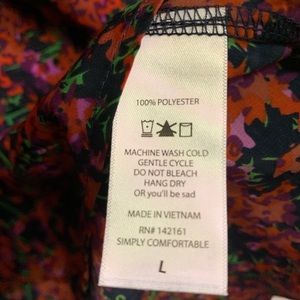 100% POLYESTER
MACHINE WASH COLD
GENTLE CYCLE
DO NOT BLEACH
HANG DRY
OR you'll be sad
MADE IN VIETNAM
RN# 142161
SIMPLY COMFORTABLE
L